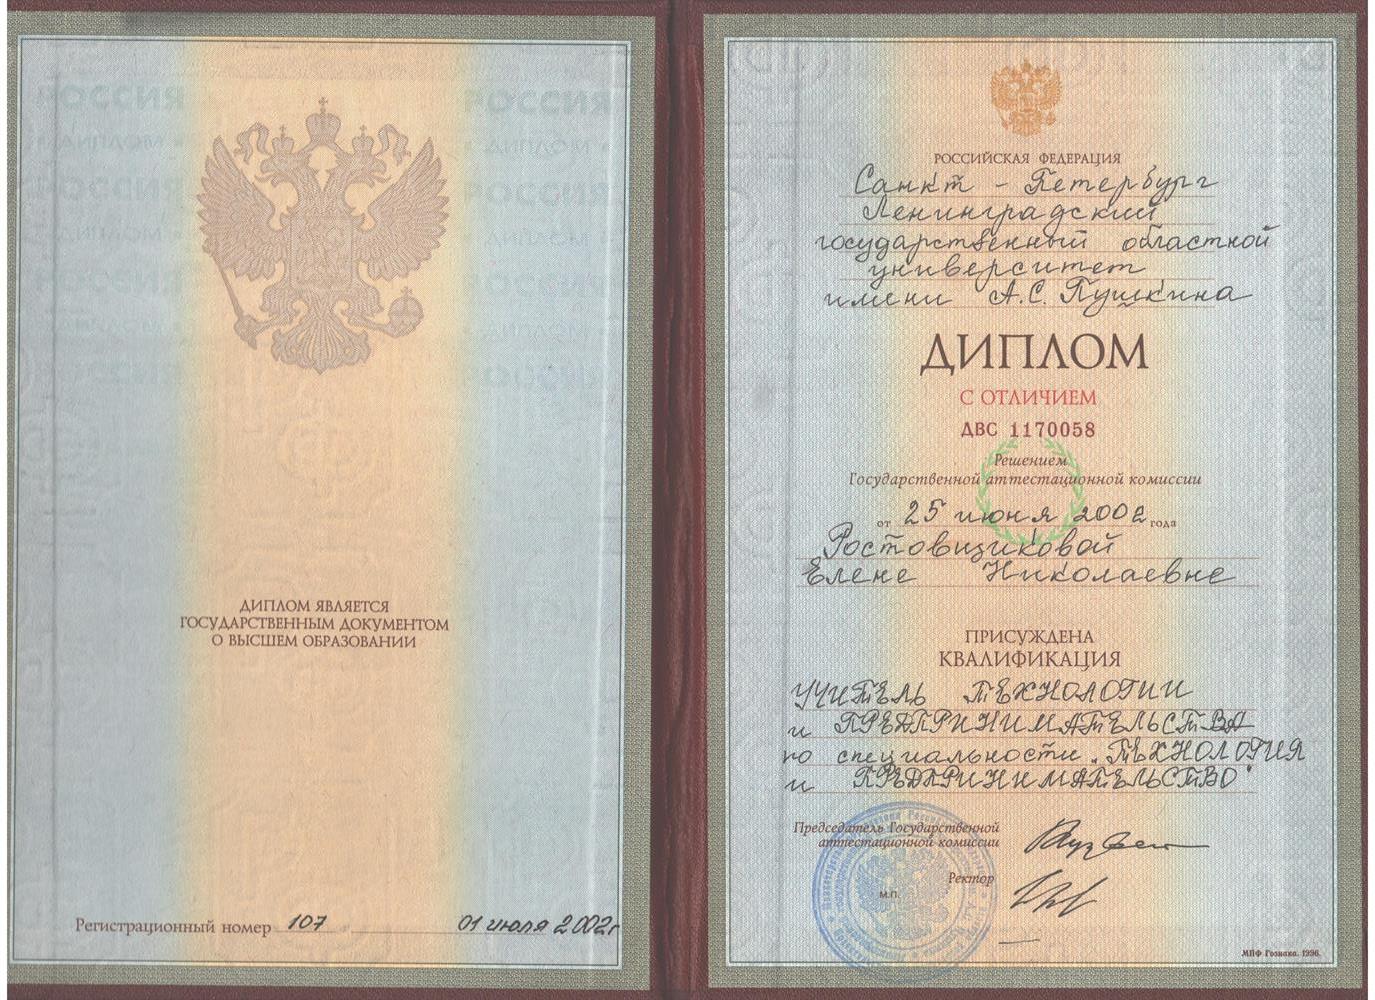 РОССИЯ РОССИЯ
ДИПЛОМ ЯВЛЯЕТСЯ
ГОСУДАРСТВЕННЫМ ДОКУМЕНТОМ
О ВЫСШЕМ ОБРАЗОВАНИИ
Регистрационный номер 107 01 июля 2002г
РОССИЙСКАЯ ФЕДЕРАЦИЯ
Санкт - Петербург
Ленинградский
государственный областной
университет
имени А.С. Пушкина
ДИПЛОМ
С ОТЛИЧИЕМ
ДВС 1170058
Решением
Государственной аттестационной комиссии
от 25 июня 2002 года
Ростовщиковой
Елене Николаевне
ПРИСУЖДЕНА
КВАЛИФИКАЦИЯ
УЧИТЕЛЬ ТЕХНОЛОГИИ
и ПРЕДПРИНИМАТЕЛЬСТВА
по специальности "ТЕХНОЛОГИЯ
и ПРЕДПРИНИМАТЕЛЬСТВО"
Председатель Государственной
аттестационной комиссии
Ректор
М.П.
МПФ Гознака. 1996.